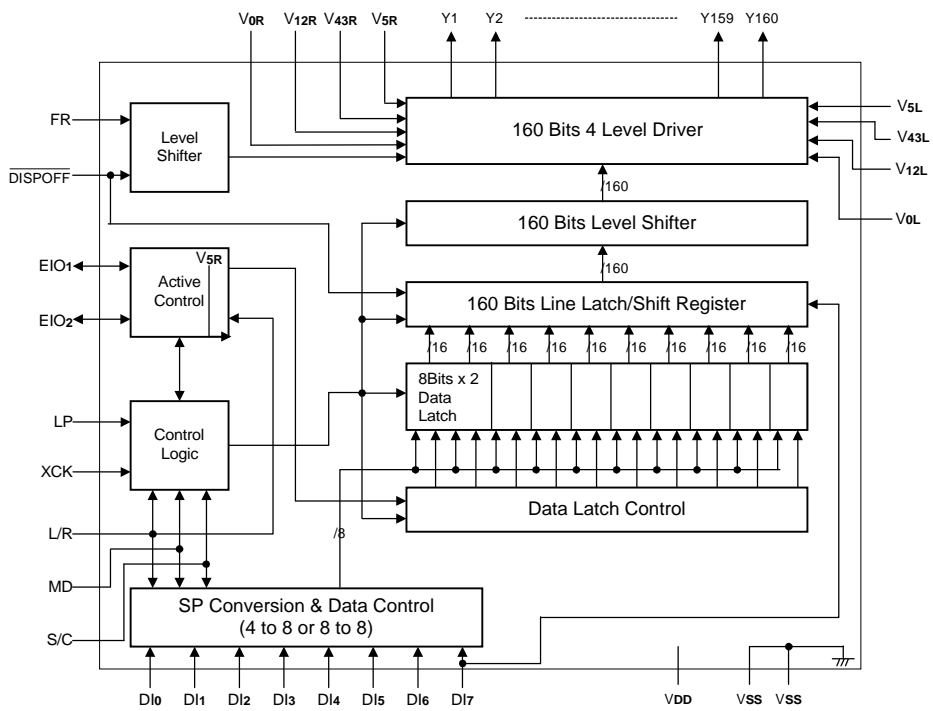 V0R V12R V43R V5R Y1 Y2 Y159 Y160
FR
Level
Shifter
160 Bits 4 Level Driver
V5L
V43L
V12L
V0L
DISPOFF
/160
160 Bits Level Shifter
/160
EIO1
EIO2
Active
Control
V5R
160 Bits Line Latch/Shift Register
/16 /16 /16 /16 /16 /16 /16 /16 /16 /16
8Bits x 2
Data
Latch
LP
XCK
Control
Logic
Data Latch Control
L/R
/8
MD
S/C
SP Conversion & Data Control
(4 to 8 or 8 to 8)
DI0 DI1 DI2 DI3 DI4 DI5 DI6 DI7 VDD VSS VSS